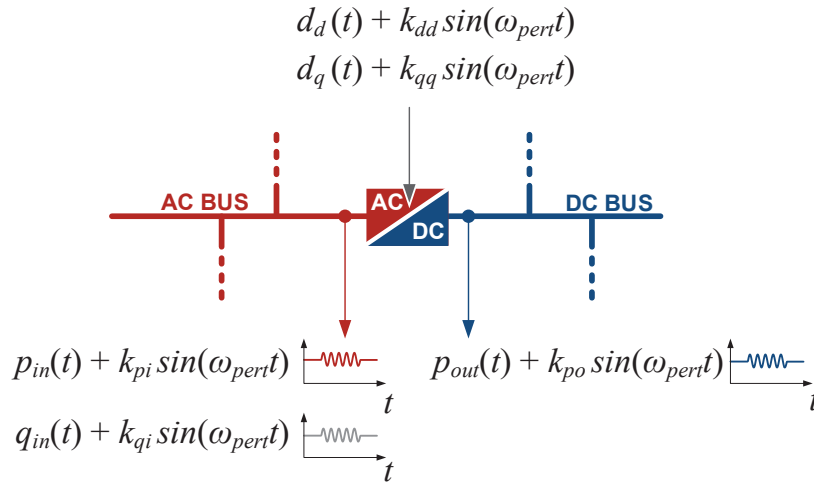 d_d (t) + k_dd sin(ω_pert t)
d_q (t) + k_qq sin(ω_pert t)
AC BUS
AC
DC
DC BUS
p_in(t) + k_pi sin(ω_pert t)
t
p_out(t) + k_po sin(ω_pert t)
t
q_in(t) + k_qi sin(ω_pert t)
t